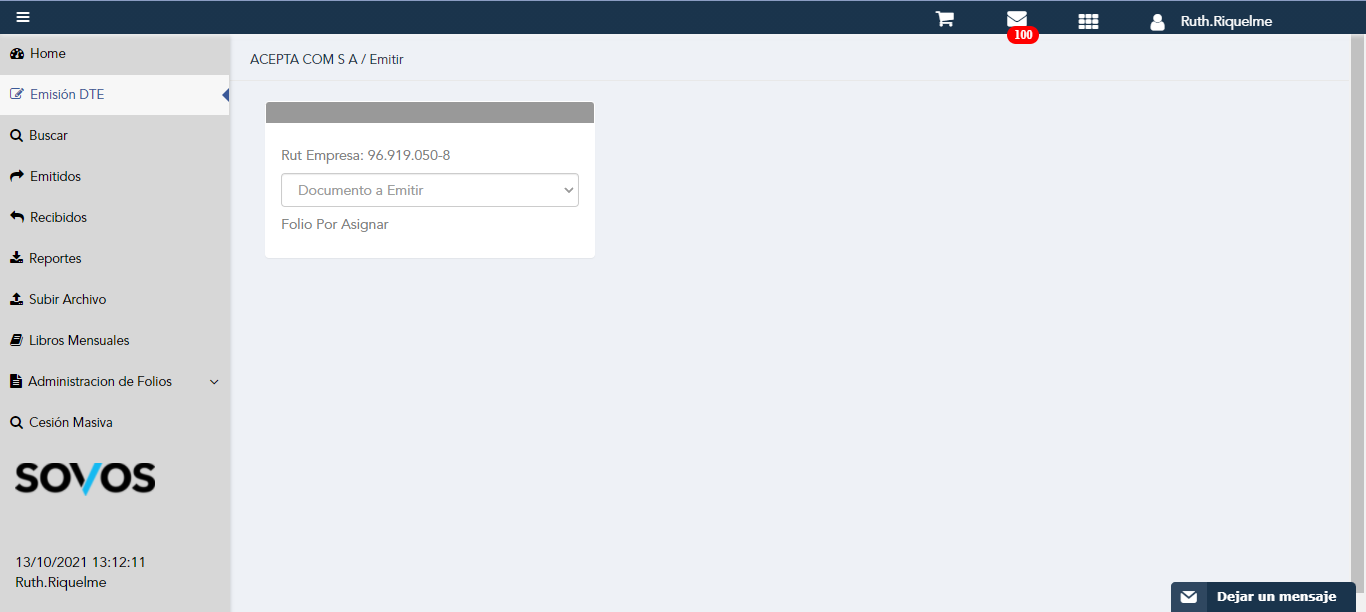 Ruth.Riquelme
100
Home
Emisión DTE
Buscar
Emitidos
Recibidos
Reportes
Subir Archivo
Libros Mensuales
Administracion de Folios
Cesión Masiva
SOVOS
13/10/2021 13:12:11
Ruth.Riquelme
ACEPTA COM S A / Emitir
Rut Empresa: 96.919.050-8
Documento a Emitir
Folio Por Asignar
Dejar un mensaje